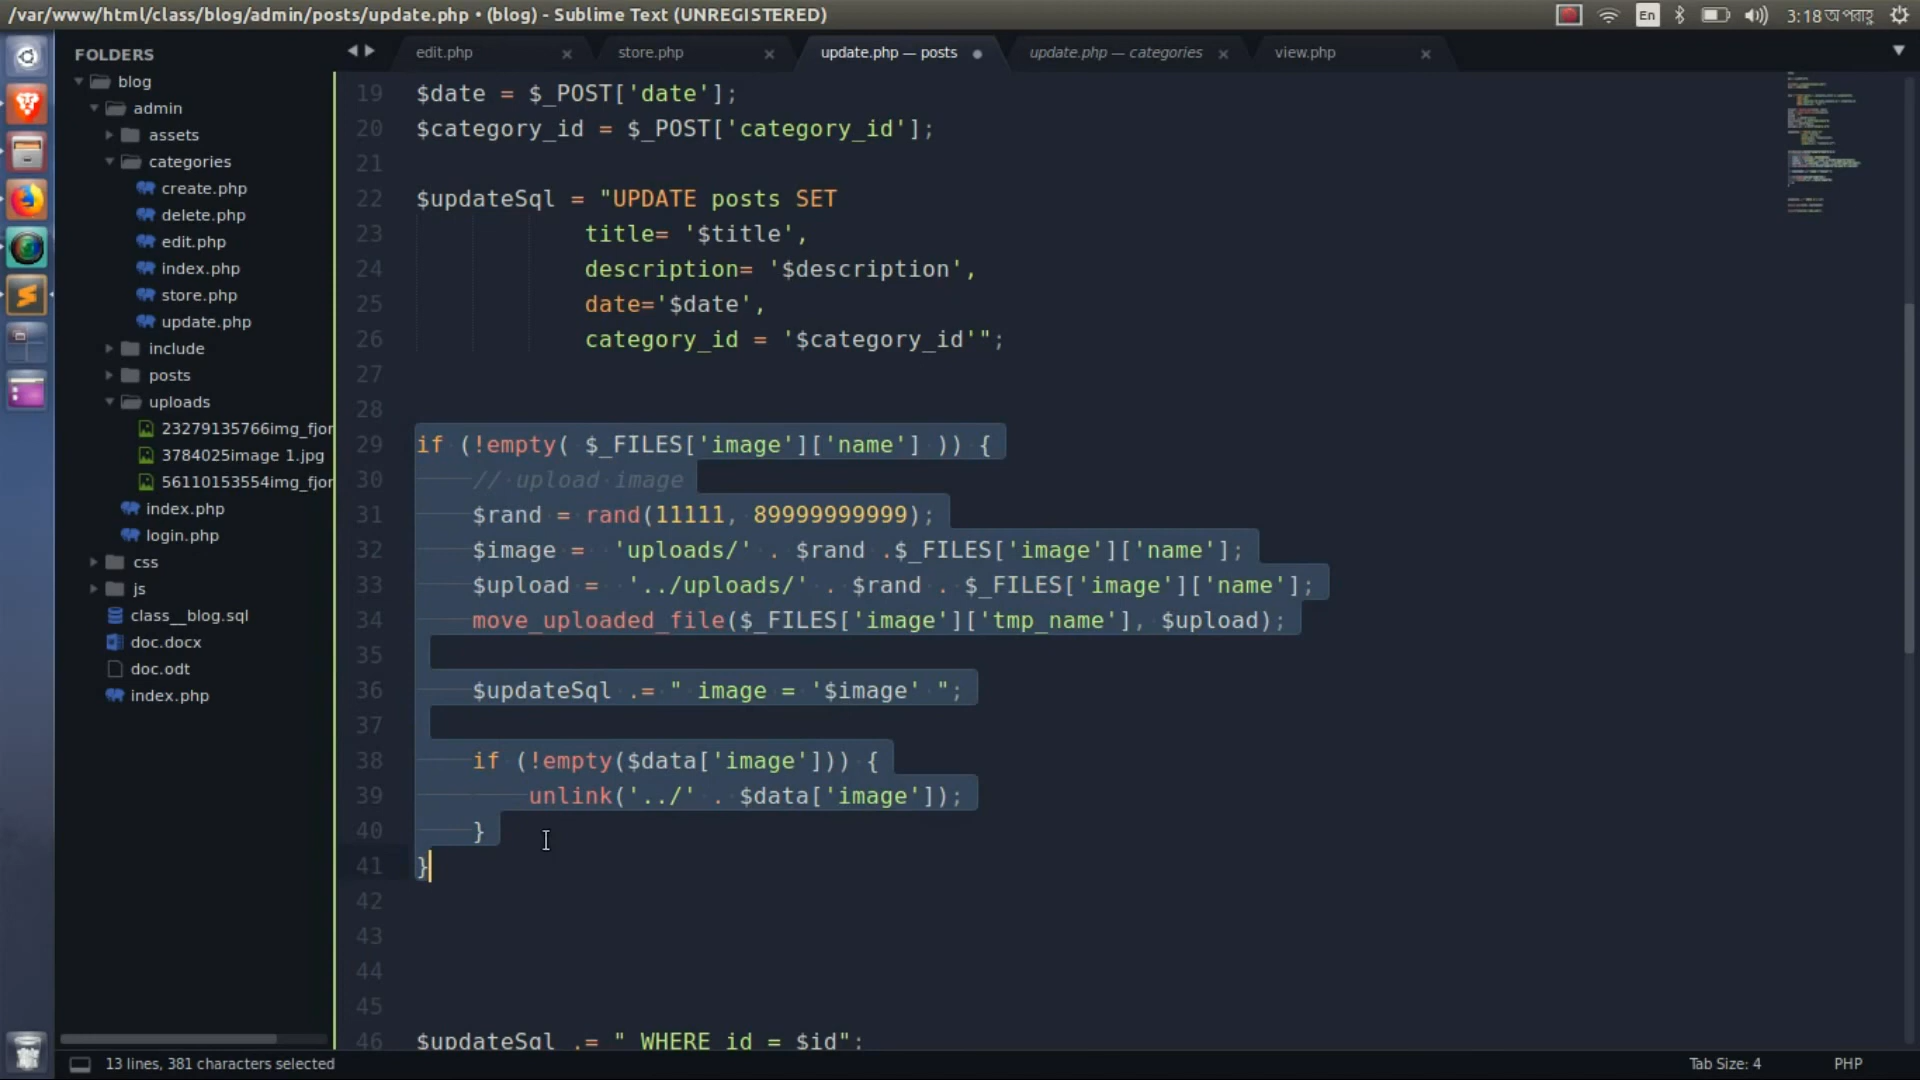 /var/www/html/class/blog/admin/posts/update.php • (blog) - Sublime Text (UNREGISTERED)
En
3:18 অপরাহ্ণ
FOLDERS
blog
admin
assets
categories
create.php
delete.php
edit.php
index.php
store.php
update.php
include
posts
uploads
23279135766img_fjor
3784025image 1.jpg
56110153554img_fjor
index.php
login.php
css
js
class__blog.sql
doc.docx
doc.odt
index.php
edit.php
store.php
update.php — posts
update.php — categories
view.php
19 $date = $_POST['date'];
20 $category_id = $_POST['category_id'];
21
22 $updateSql = "UPDATE posts SET
23 title= '$title',
24 description= '$description',
25 date='$date',
26 category_id = '$category_id'";
27
28
29 if (!empty( $_FILES['image']['name'] )) {
30 // upload image
31 $rand = rand(11111, 89999999999);
32 $image =  'uploads/' . $rand .$_FILES['image']['name'];
33 $upload =  '../uploads/' . $rand . $_FILES['image']['name'];
34 move_uploaded_file($_FILES['image']['tmp_name'], $upload);
35
36 $updateSql .= " image = '$image' ";
37
38 if (!empty($data['image'])) {
39 unlink('../' . $data['image']);
40 }
41 }
42
43
44
45
46 $updateSql .= " WHERE id = $id";
13 lines, 381 characters selected
Tab Size: 4
PHP